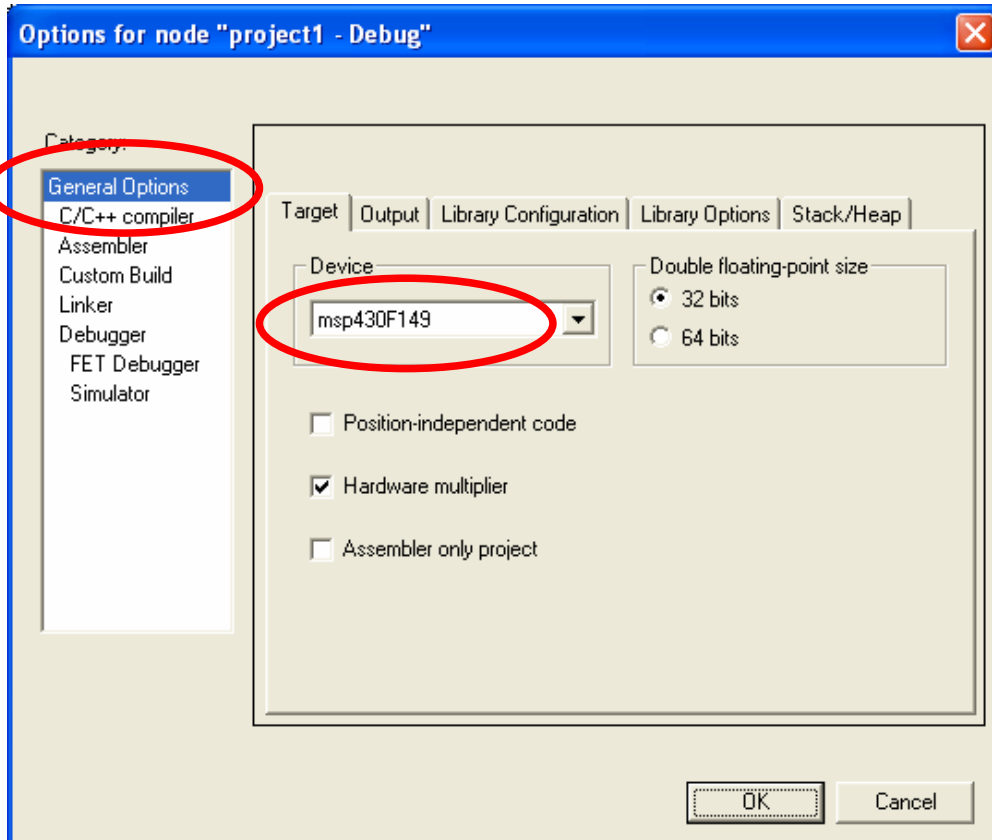 Options for node "project1 - Debug"
Category:
General Options
C/C++ compiler
Assembler
Custom Build
Linker
Debugger
FET Debugger
Simulator
Target Output Library Configuration Library Options Stack/Heap
Device
msp430F149
Double floating-point size
32 bits
64 bits
Position-independent code
Hardware multiplier
Assembler only project
OK Cancel